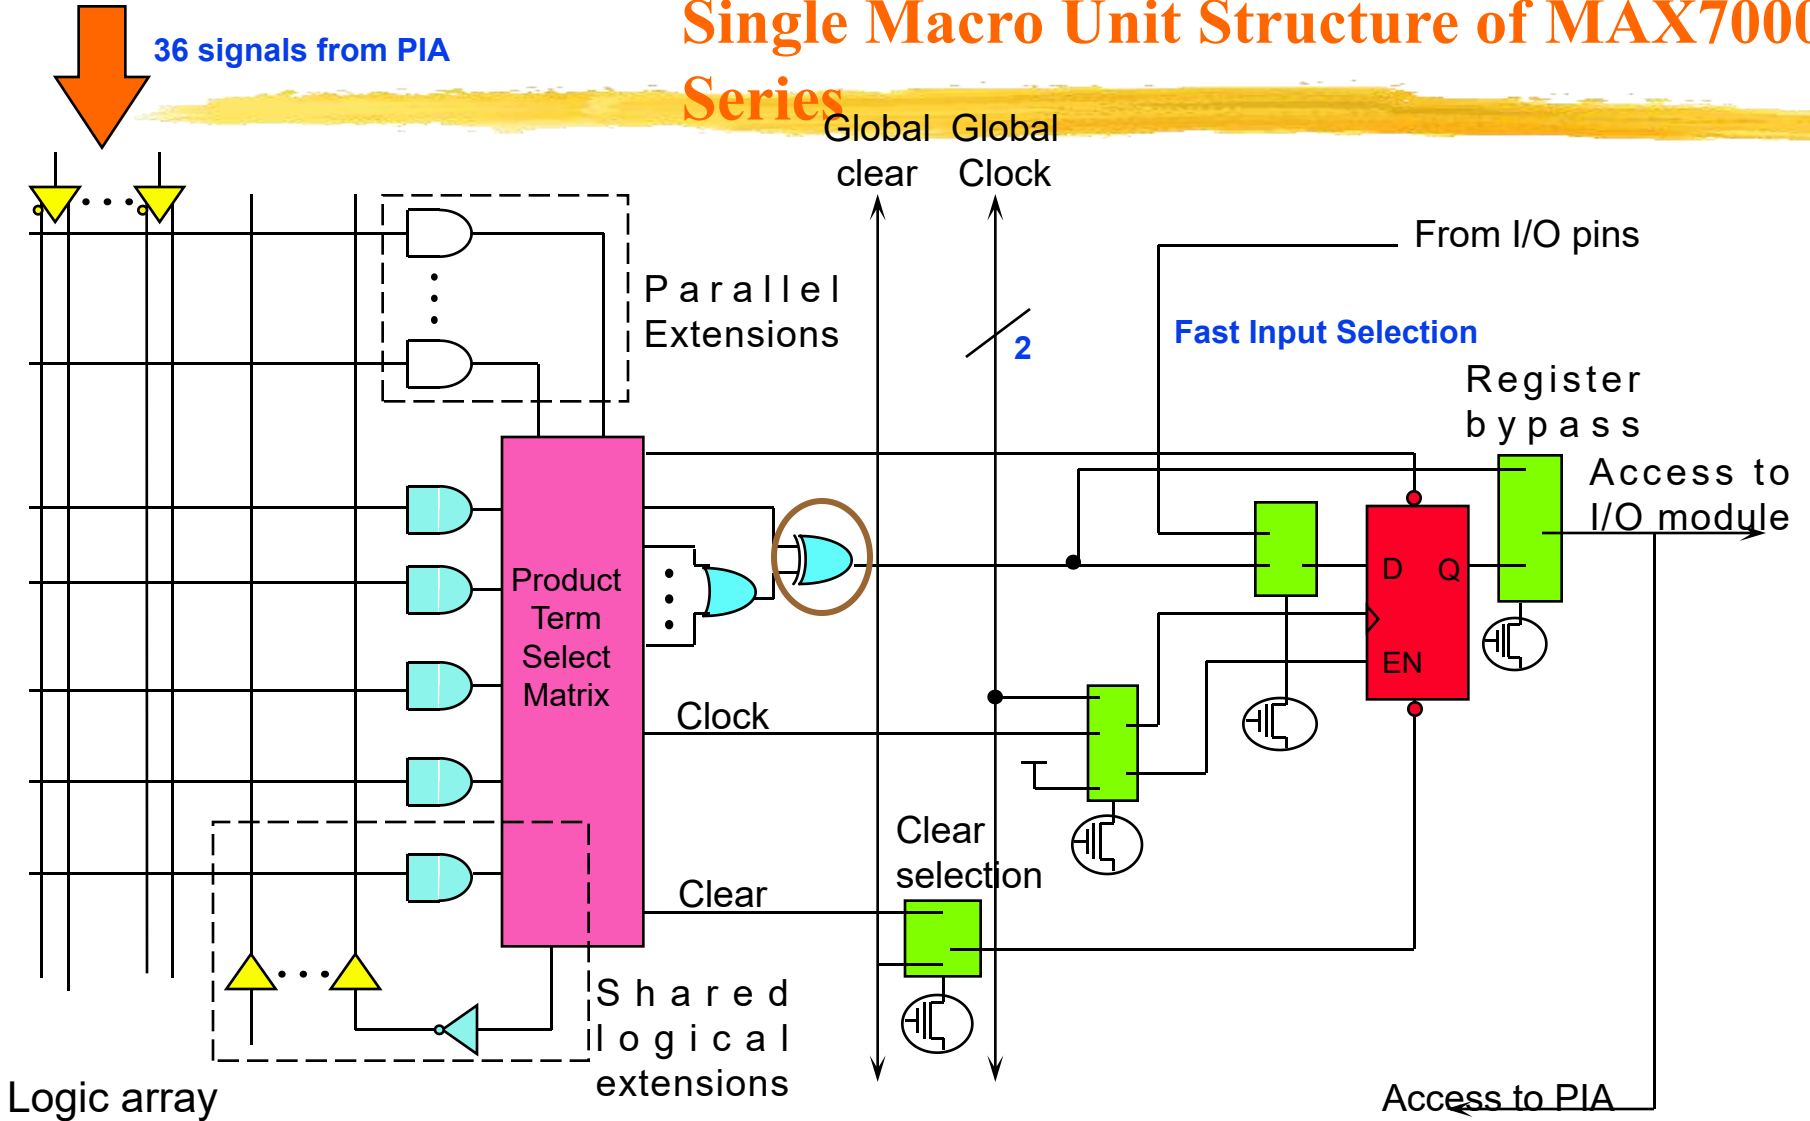 Single Macro Unit Structure of MAX7000
Series
36 signals from PIA
Global Global
clear Clock
From I/O pins
Parallel
Extensions
2
Fast Input Selection
Register
bypass
Access to
I/O module
Product
Term
Select
Matrix
D Q
EN
Clock
Clear
selection
Clear
Shared
logical
extensions
Logic array
Access to PIA